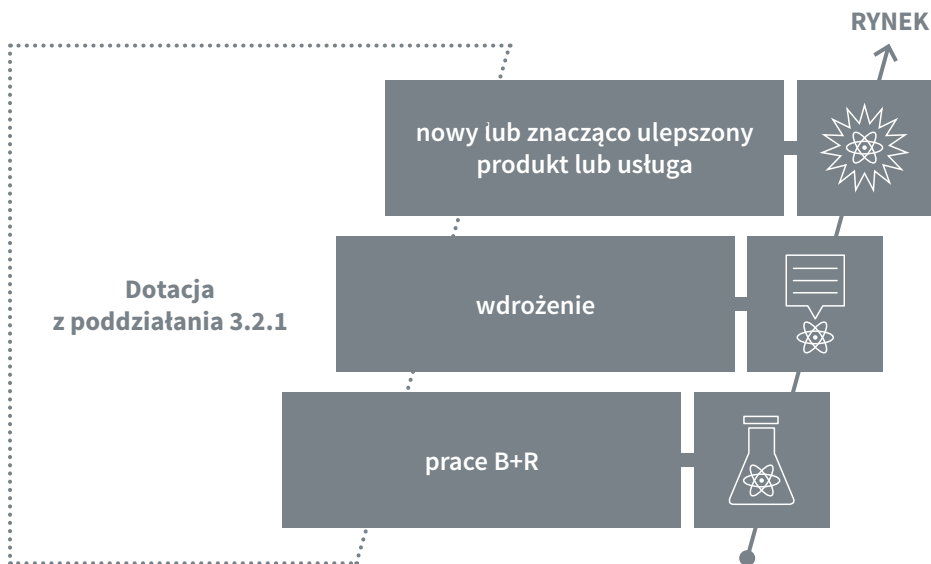 RYNEK
nowy lub znacząco ulepszony
produkt lub usługa
Dotacja
z poddziałania 3.2.1
wdrożenie
prace B+R